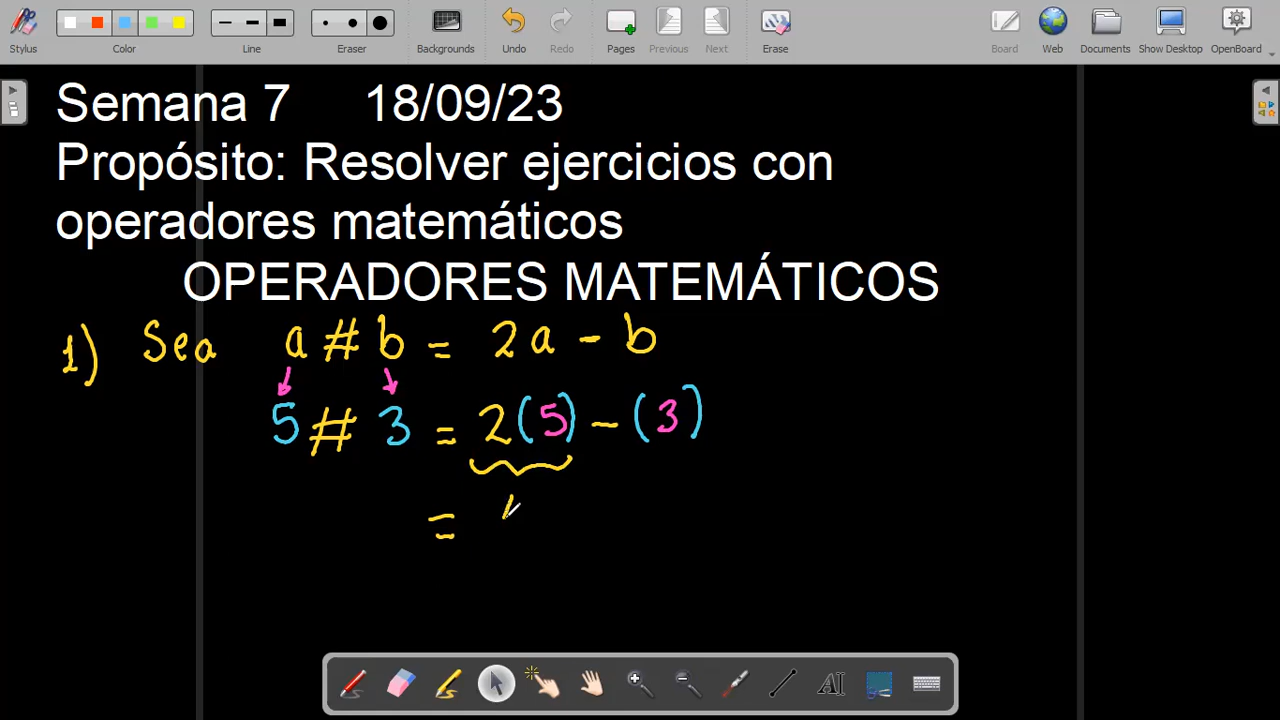 Stylus Color Line Eraser Backgrounds Undo Redo Pages Previous Next Erase Board Web Documents Show Desktop OpenBoard
Semana 7 18/09/23
Propósito: Resolver ejercicios con
operadores matemáticos
OPERADORES MATEMÁTICOS
1) Sea a # b = 2a - b
5 # 3 = 2(5) - (3)
=
AI